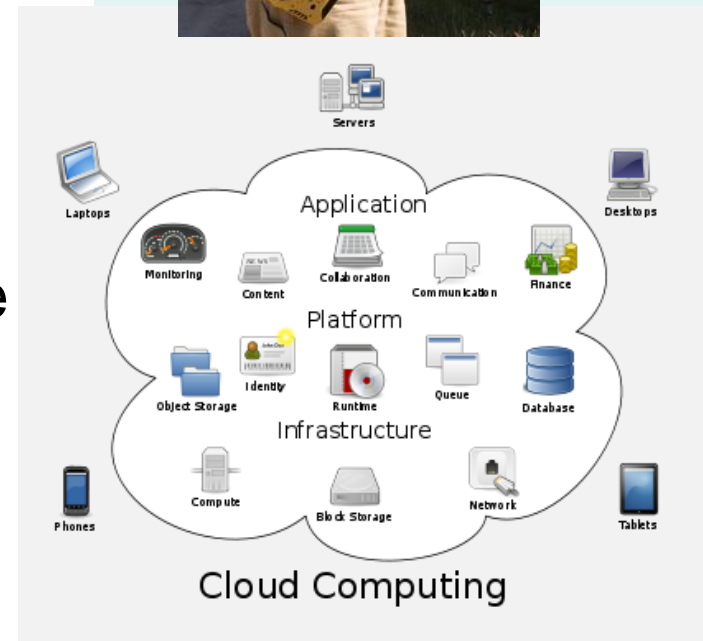 Servers
Laptops
Desktops
Application
Monitoring
Content
NEWS
Collaboration
Communication
Finance
e
Platform
Object Storage
Identity
Runtime
Queue
Database
Infrastructure
Compute
Block Storage
Network
Phones
Tablets
Cloud Computing